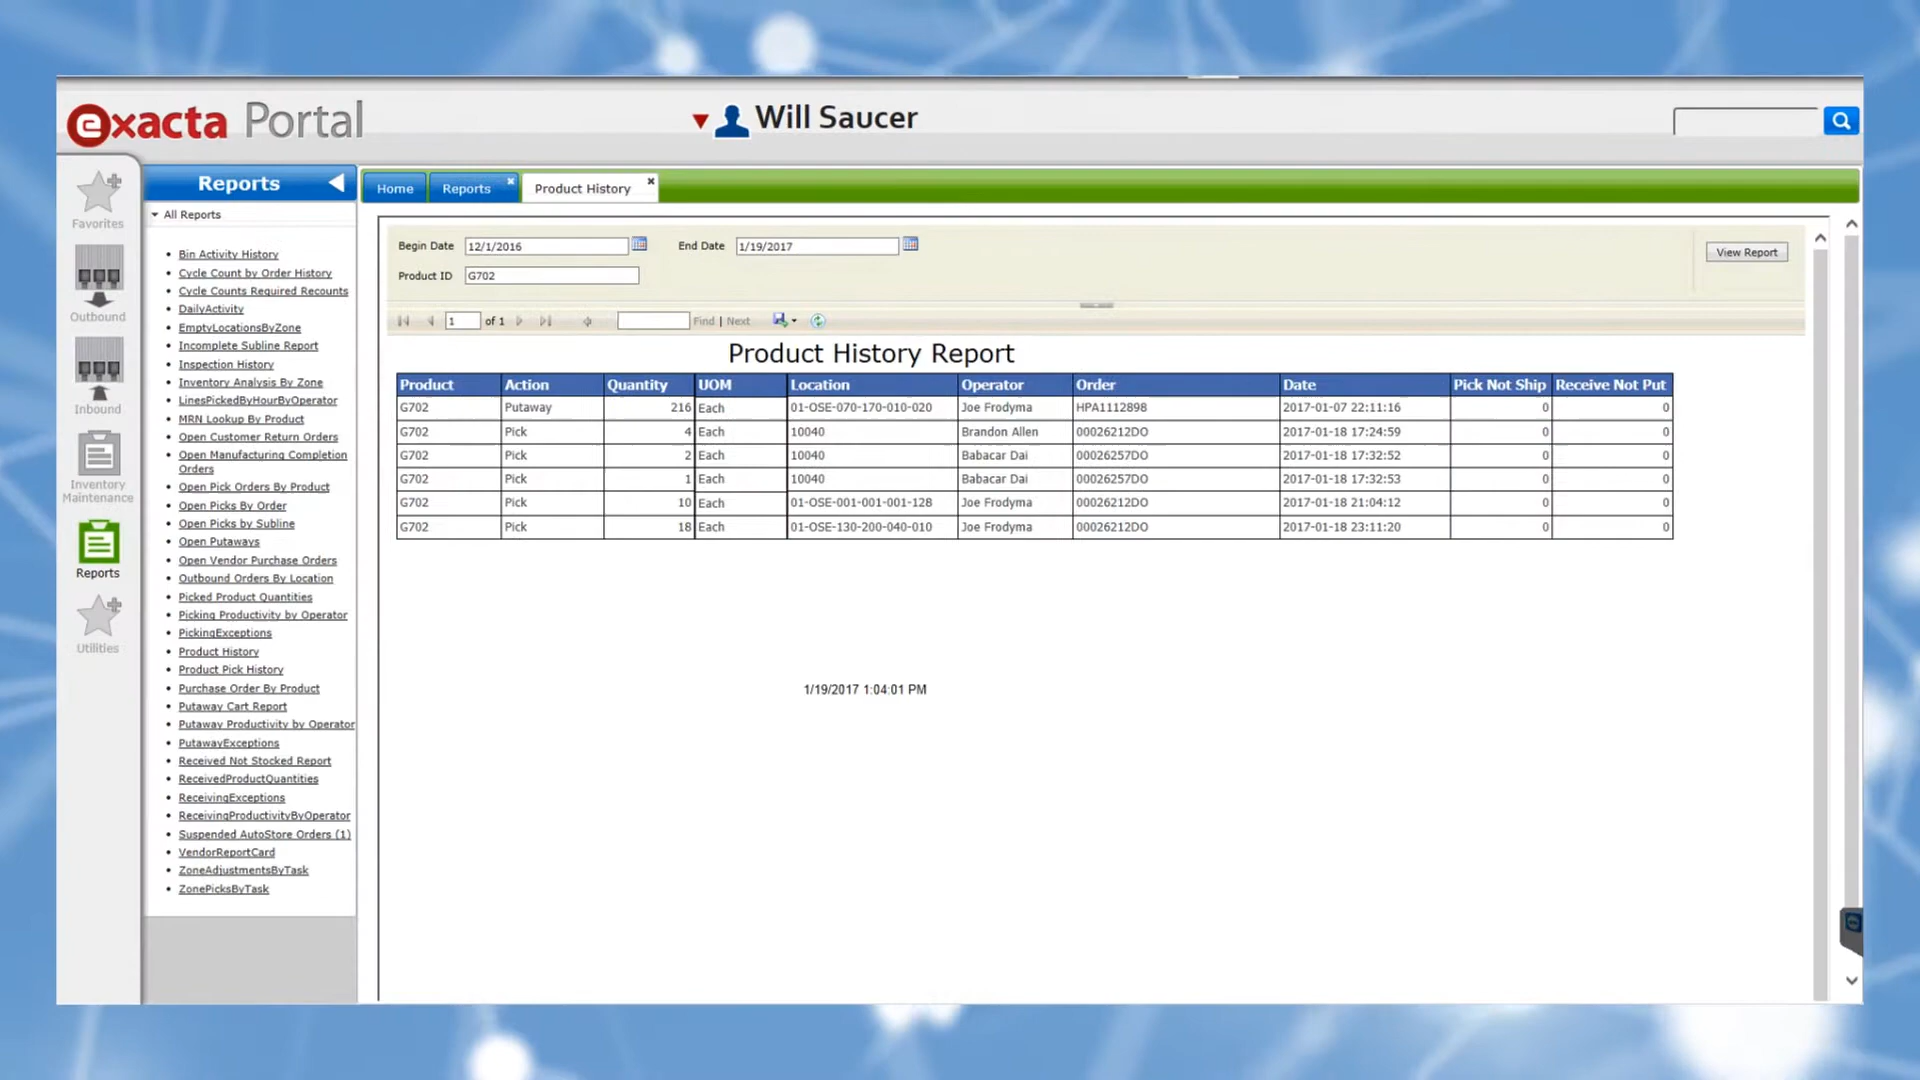 exacta Portal
Will Saucer
Favorites
Outbound
Inbound
Inventory
Maintenance
Reports
Utilities
Reports
All Reports
Bin Activity History
Cycle Count by Order History
Cycle Counts Required Recounts
DailyActivity
EmptyLocationsByZone
Incomplete Subline Report
Inspection History
Inventory Analysis By Zone
LinesPickedByHourByOperator
MRN Lookup By Product
Open Customer Return Orders
Open Manufacturing Completion
Orders
Open Pick Orders By Product
Open Picks By Order
Open Picks by Subline
Open Putaways
Open Vendor Purchase Orders
Outbound Orders By Location
Picked Product Quantities
Picking Productivity by Operator
PickingExceptions
Product History
Product Pick History
Purchase Order By Product
Putaway Cart Report
Putaway Productivity by Operator
PutawayExceptions
Received Not Stocked Report
ReceivedProductQuantities
ReceivingExceptions
ReceivingProductivityByOperator
Suspended AutoStore Orders (1)
VendorReportCard
ZoneAdjustmentsByTask
ZonePicksByTask
Home Reports Product History
Begin Date 12/1/2016 End Date 1/19/2017 View Report
Product ID G702
1 of 1 Find | Next
Product History Report
Product Action Quantity UOM Location Operator Order Date Pick Not Ship Receive Not Put
G702 Putaway 216 Each 01-OSE-070-170-010-020 Joe Frodyma HPA1112898 2017-01-07 22:11:16 0 0
G702 Pick 4 Each 10040 Brandon Allen 00026212DO 2017-01-18 17:24:59 0 0
G702 Pick 2 Each 10040 Babacar Dai 00026257DO 2017-01-18 17:32:52 0 0
G702 Pick 1 Each 10040 Babacar Dai 00026257DO 2017-01-18 17:32:53 0 0
G702 Pick 10 Each 01-OSE-001-001-001-128 Joe Frodyma 00026212DO 2017-01-18 21:04:12 0 0
G702 Pick 18 Each 01-OSE-130-200-040-010 Joe Frodyma 00026212DO 2017-01-18 23:11:20 0 0
1/19/2017 1:04:01 PM